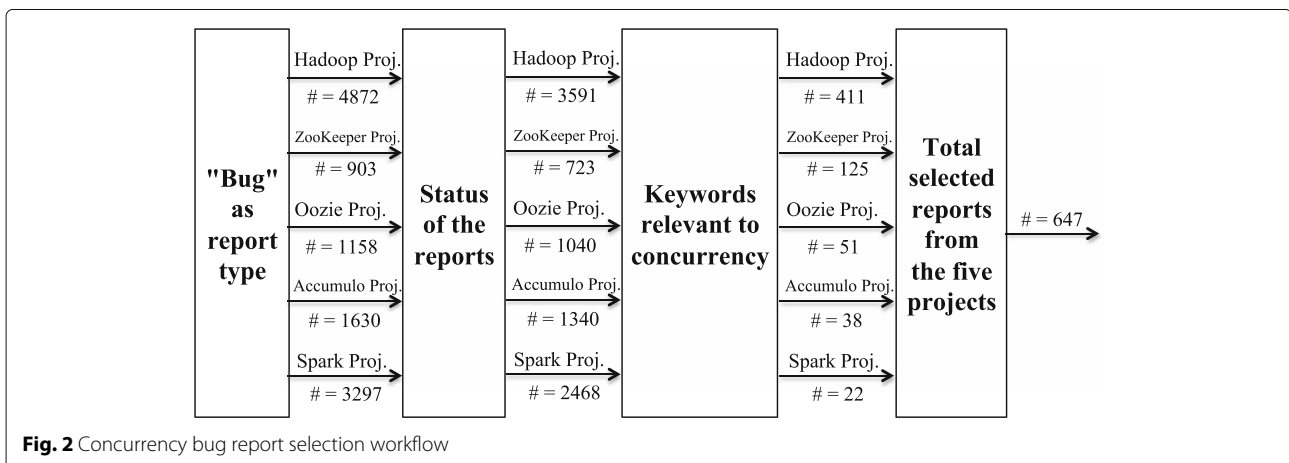 "Bug"
as
report
type
Hadoop Proj.
# = 4872
ZooKeeper Proj.
# = 903
Oozie Proj.
# = 1158
Accumulo Proj.
# = 1630
Spark Proj.
# = 3297
Status
of the
reports
Hadoop Proj.
# = 3591
ZooKeeper Proj.
# = 723
Oozie Proj.
# = 1040
Accumulo Proj.
# = 1340
Spark Proj.
# = 2468
Keywords
relevant to
concurrency
Hadoop Proj.
# = 411
ZooKeeper Proj.
# = 125
Oozie Proj.
# = 51
Accumulo Proj.
# = 38
Spark Proj.
# = 22
Total
selected
reports
from
the five
projects
# = 647
Fig. 2 Concurrency bug report selection workflow